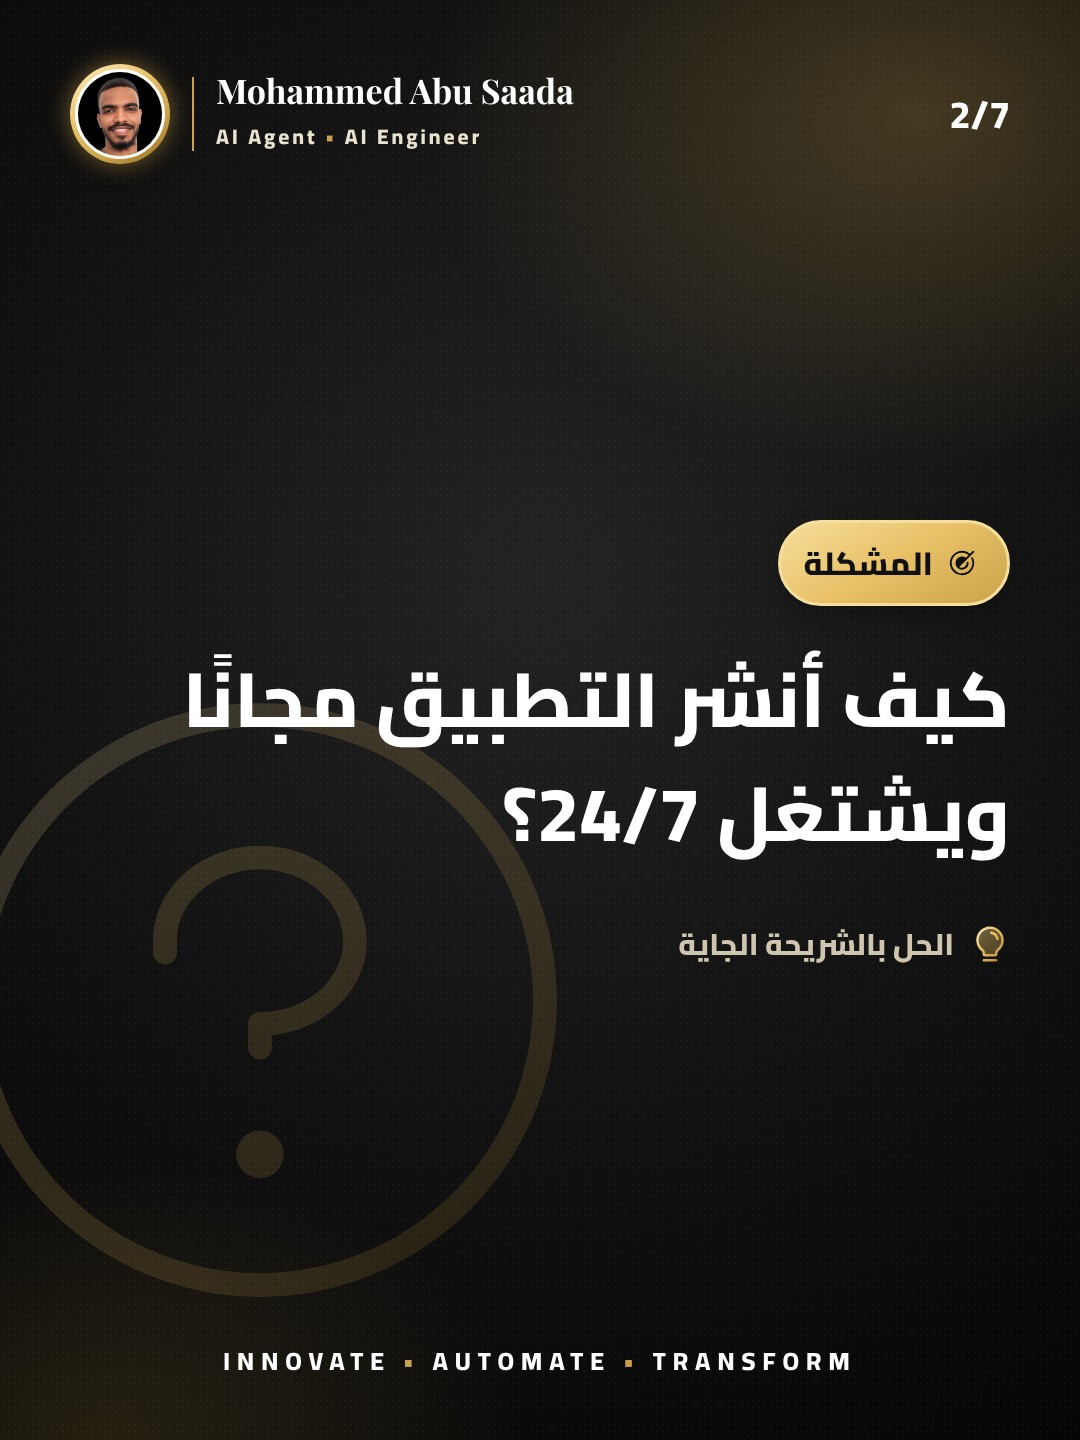 Mohammed Abu Saada
AI Agent ▪ AI Engineer
2/7
المشكلة
كيف أنشر التطبيق مجانًا
ويشتغل 24/7؟
الحل بالشريحة الجاية
INNOVATE ▪ AUTOMATE ▪ TRANSFORM